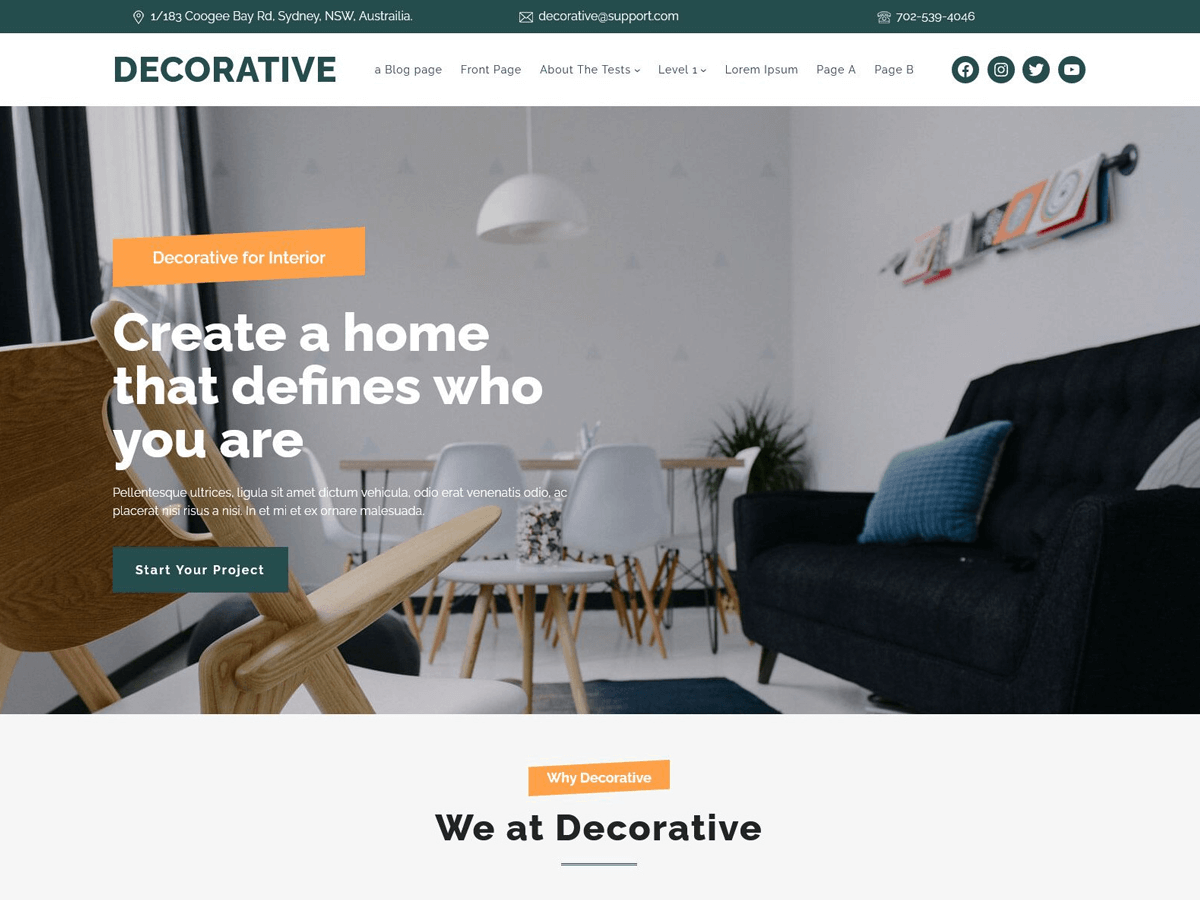 1/183 Coogee Bay Rd, Sydney, NSW, Austrailia.
decorative@support.com
702-539-4046
DECORATIVE
a Blog page
Front Page
About The Tests
Level 1
Lorem Ipsum
Page A
Page B
Decorative for Interior
Create a home
that defines who
you are
Pellentesque ultrices, ligula sit amet dictum vehicula, odio erat venenatis odio, ac
placerat nisi risus a nisi. In et mi et ex ornare malesuada.
Start Your Project
Why Decorative
We at Decorative